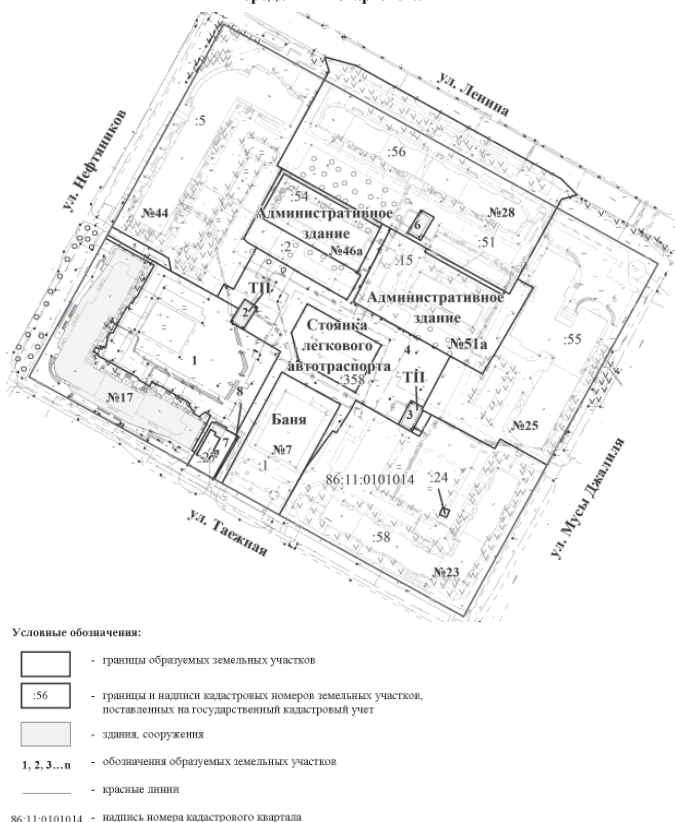 ул. Ленина
ул. Нефтяников
:5
:56
:54
№44
6
№28
Административное
здание
№46а
:2
:51
:15
ТП
Административное
здание
№51а
2
Стоянка
легкового
автотраспорта
:55
4
1
:358
ТП
8
№17
Баня
3
№25
7
№7
:1
86:11:0101014
:24
ул. Мусы Джалиля
ул. Таежная
:58
№23
Условные обозначения:
- границы образуемых земельных участков
:56 - границы и надписи кадастровых номеров земельных участков,
поставленных на государственный кадастровый учет
- здания, сооружения
1, 2, 3...п - обозначения образуемых земельных участков
- красные линии
86:11:0101014 - надпись номера кадастрового квартала